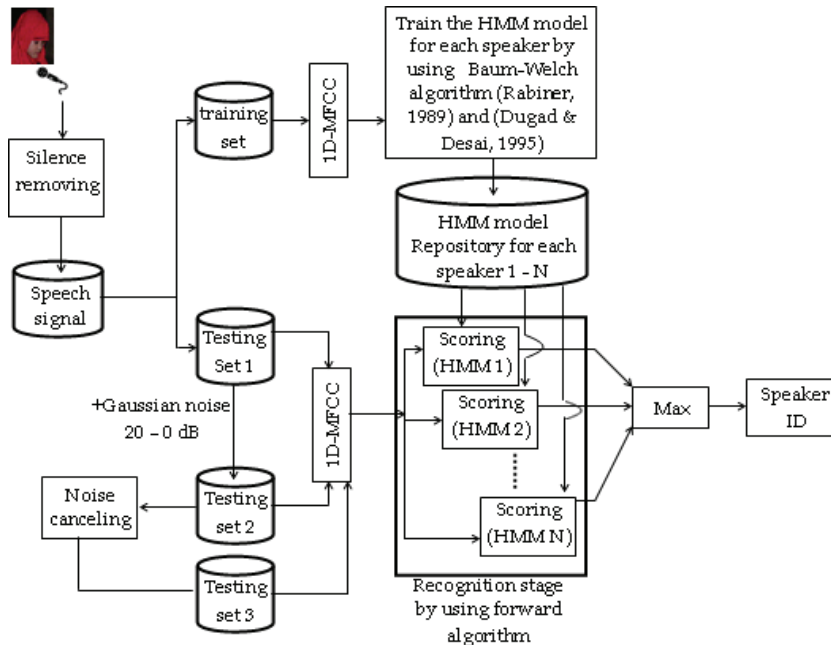 Train the HMM model
for each speaker by
using Baum-Welch
algorithm (Rabiner,
1989) and (Dugad &
Desai, 1995)
training
set
1D-MFCC
Silence
removing
HMM model
Repository for each
speaker 1 - N
Speech
signal
Testing
Set 1
Scoring
(HMM 1)
+Gaussian noise
20 – 0 dB
1D-MFCC
Scoring
(HMM 2)
Max
Speaker
ID
Noise
canceling
Testing
set 2
Scoring
(HMM N)
Testing
set 3
Recognition stage
by using forward
algorithm